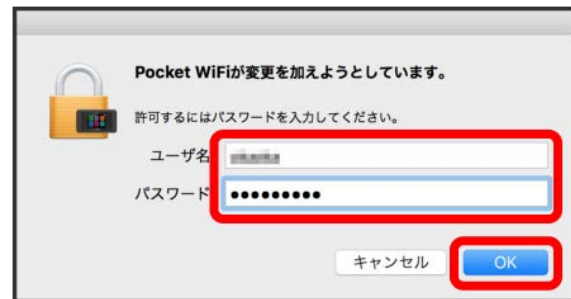 Pocket WiFiが変更を加えようとしています。
許可するにはパスワードを入力してください。
ユーザ名
パスワード ●●●●●●●●●
キャンセル OK